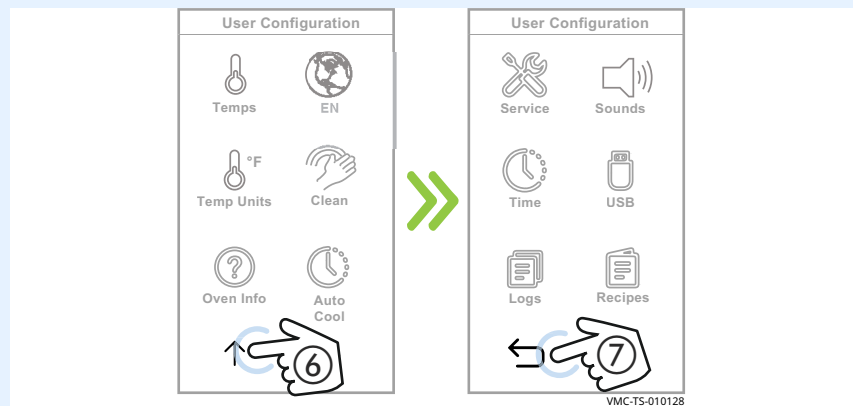 User Configuration
Temps
EN
°F
Temp Units
Clean
?
Oven Info
Auto
Cool
6
User Configuration
Service
Sounds
Time
USB
Logs
Recipes
7
VMC-TS-010128